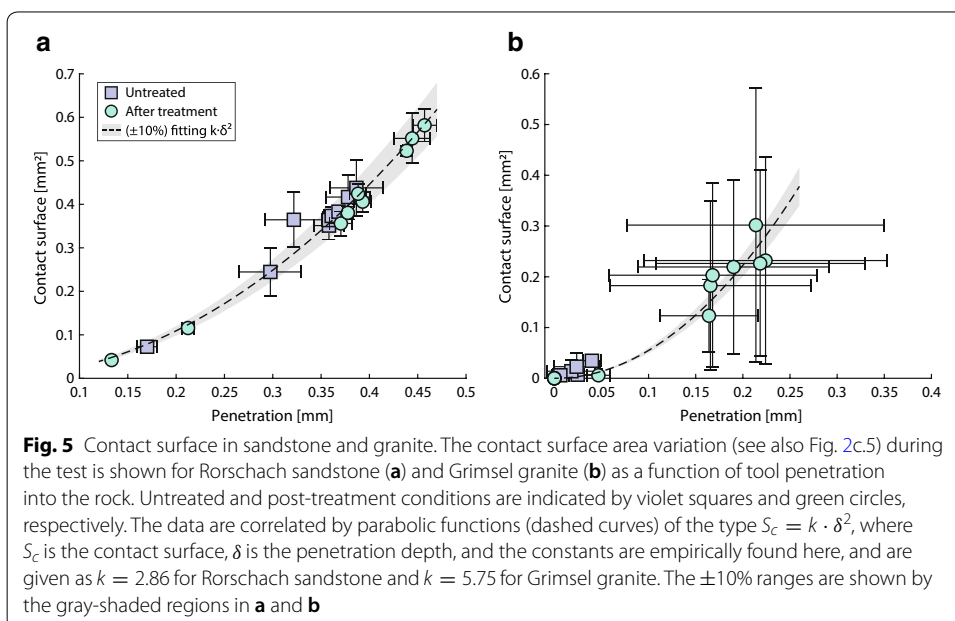 a
b
0.7
0.6
0.5
0.4
0.3
0.2
0.1
0
Contact surface [mm²]
Untreated
After treatment
(±10%) fitting k·δ²
0.1 0.2 0.3 0.35 0.4 0.45 0.5
Penetration [mm]
0.6
0.5
0.4
0.3
0.2
0.1
0
Contact surface [mm²]
0 0.05 0.1 0.15 0.2 0.25 0.3 0.4
Penetration [mm]
Fig. 5 Contact surface in sandstone and granite. The contact surface area variation (see also Fig. 2c.5) during
the test is shown for Rorschach sandstone (a) and Grimsel granite (b) as a function of tool penetration
into the rock. Untreated and post-treatment conditions are indicated by violet squares and green circles,
respectively. The data are correlated by parabolic functions (dashed curves) of the type S_c = k · δ², where
S_c is the contact surface, δ is the penetration depth, and the constants are empirically found here, and are
given as k = 2.86 for Rorschach sandstone and k = 5.75 for Grimsel granite. The ±10% ranges are shown by
the gray-shaded regions in a and b